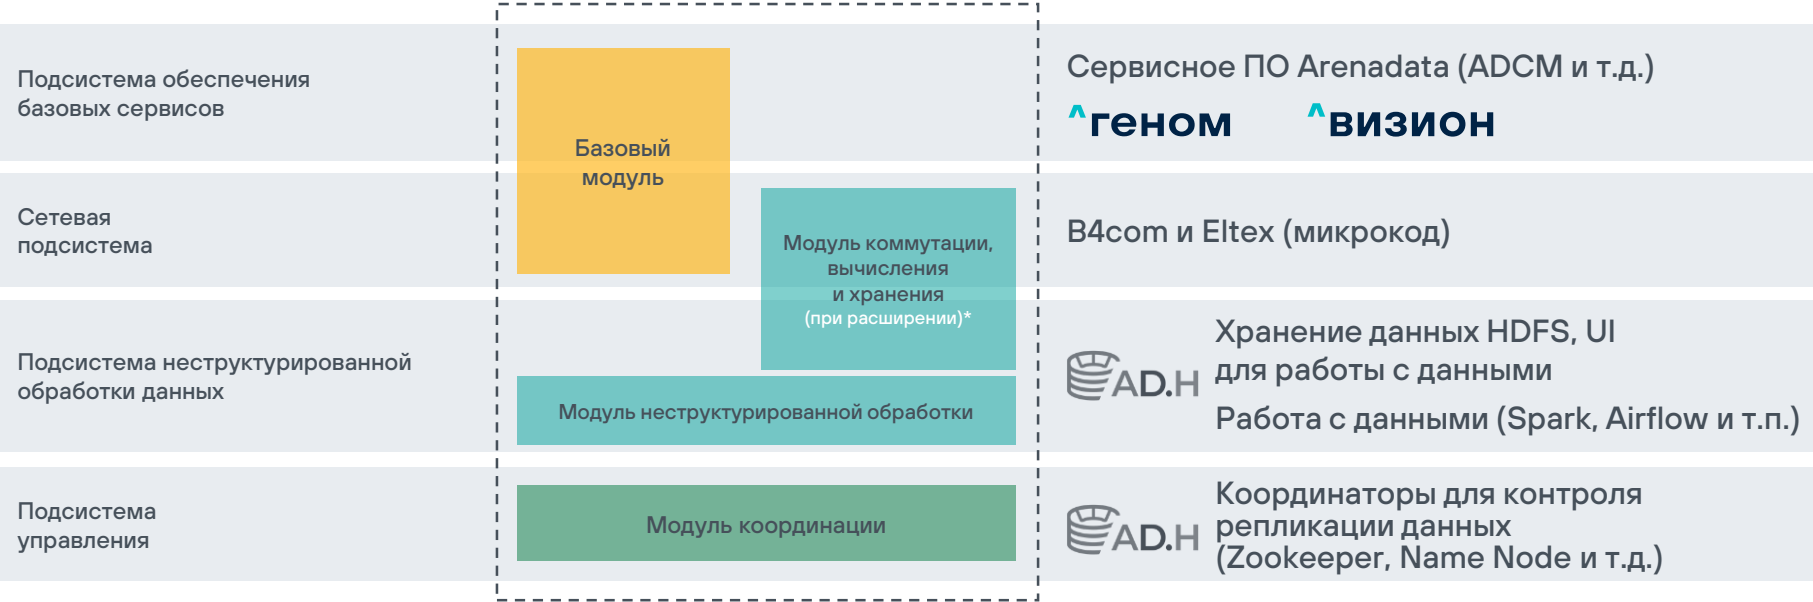 Подсистема обеспечения
базовых сервисов
Базовый
модуль
Сервисное ПО Arenadata (ADCM и т.д.)
^геном
^визион
Сетевая
подсистема
Модуль коммутации,
вычисления
и хранения
(при расширении)*
B4com и Eltex (микрокод)
Подсистема неструктурированной
обработки данных
Модуль неструктурированной обработки
AD.H
Хранение данных HDFS, UI
для работы с данными
Работа с данными (Spark, Airflow и т.п.)
Подсистема
управления
Модуль координации
AD.H
Координаторы для контроля
репликации данных
(Zookeeper, Name Node и т.д.)